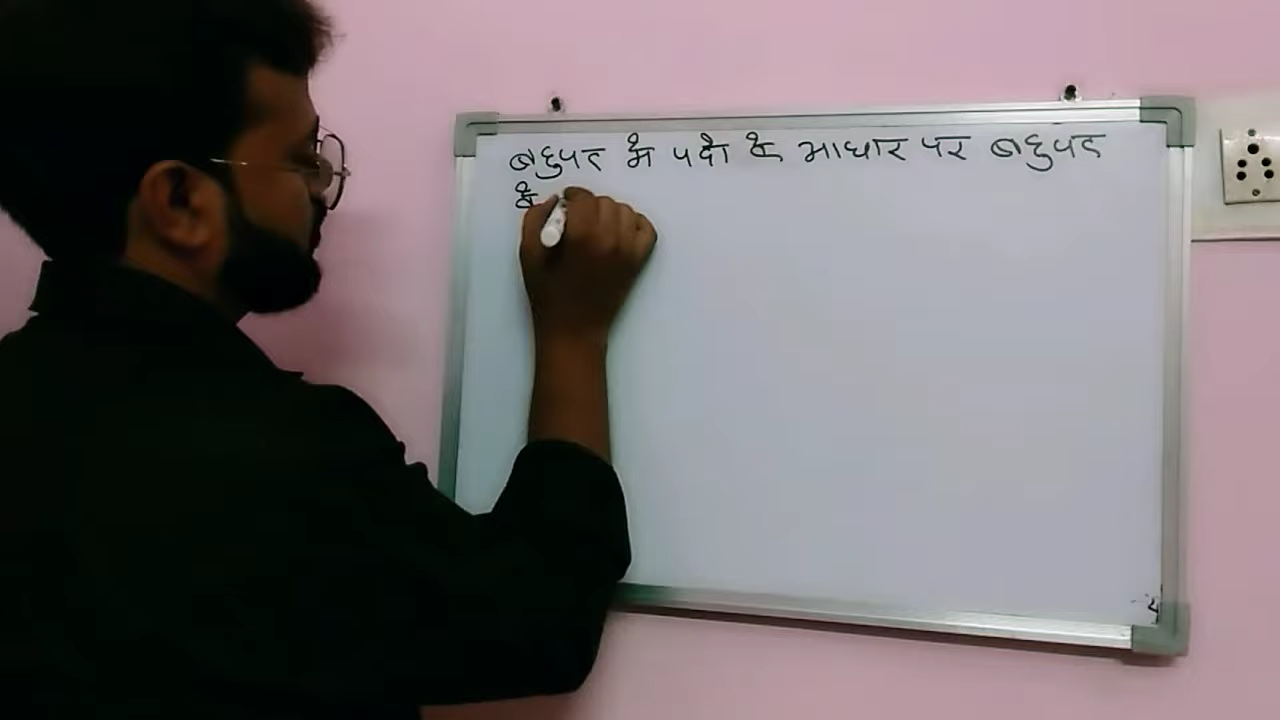 बहुपद में पदों के आधार पर बहुपद
के